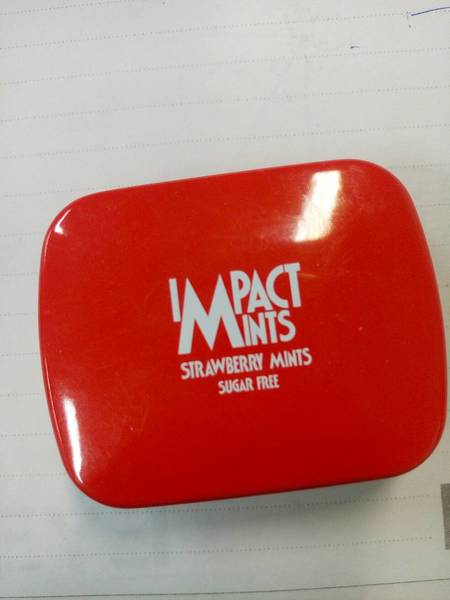 IMPACT
MINTS
STRAWBERRY MINTS
SUGAR FREE